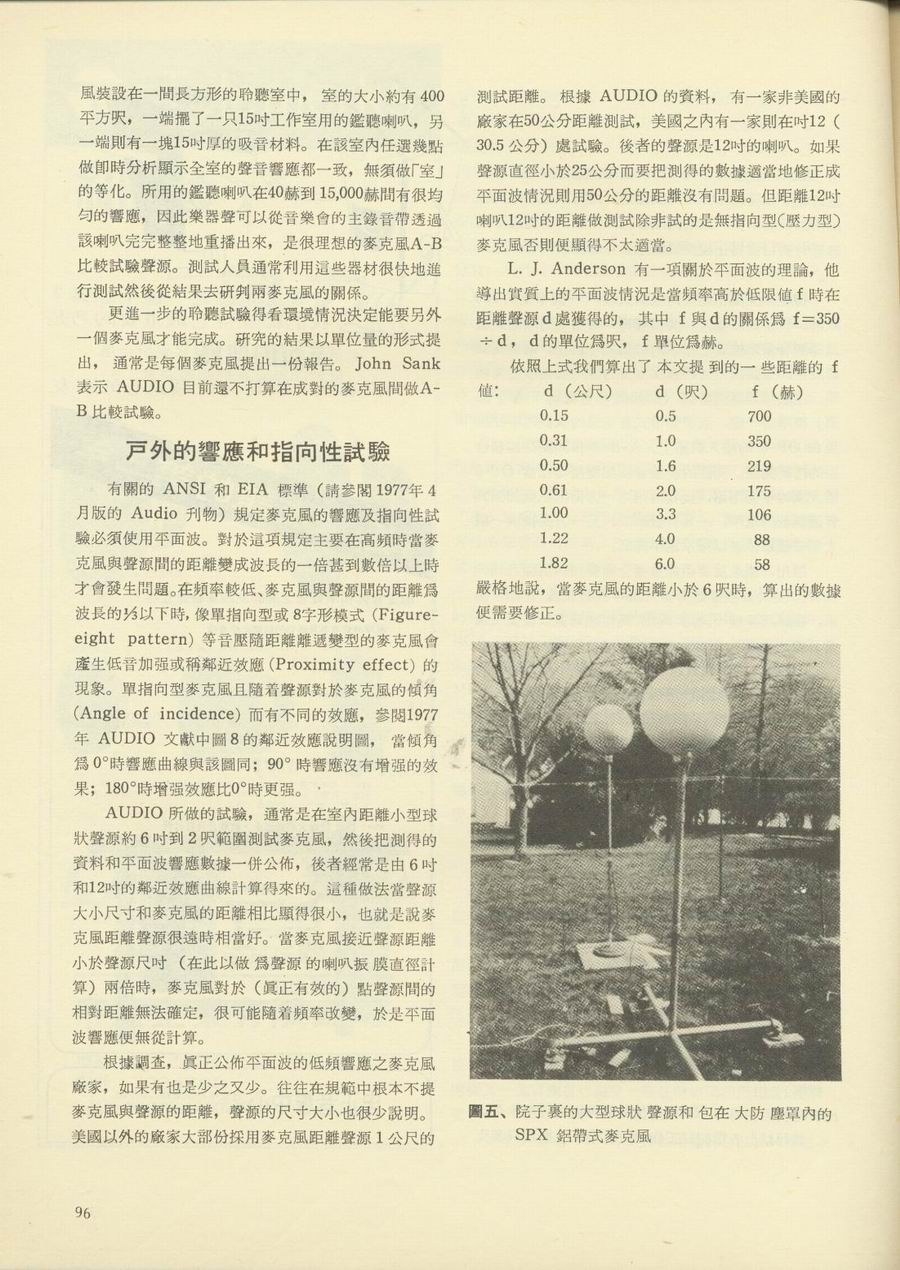 風裝設在一間長方形的聆聽室中， 室的大小約有 400
平方呎，一端擺了一只15吋工作室用的鑑聽喇叭，另
一端則有一塊15吋厚的吸音材料。在該室內任選幾點
做卽時分析顯示全室的聲音響應都一致，無須做「室」
的等化。所用的鑑聽喇叭在40赫到 15,000赫間有很均
勻的響應，因此樂器聲可以從音樂會的主錄音帶透過
該喇叭完完整整地重播出來，是很理想的麥克風A-B
比較試驗聲源。測試人員通常利用這些器材很快地進
行測試然後從結果去硏判兩麥克風的關係。
更進一步的聆聽試驗得看環境情況決定能要另外
一個麥克風才能完成。硏究的結果以單位量的形式提
出， 通常是每個麥克風提出一份報告。 John Sank
表示 AUDIO 目前還不打算在成對的麥克風間做A-
B 比較試驗。
戶外的響應和指向性試驗
有關的 ANSI 和 EIA 標準（請參閱 1977年 4
月版的 Audio 刋物）規定麥克風的響應及指向性試
驗必須使用平面波。對於這項規定主要在高頻時當麥
克風與聲源間的距離變成波長的一倍甚到數倍以上時
才會發生問題。在頻率較低、麥克風與聲源間的距離爲
波長的⅓以下時，像單指向型或 8字形模式（Figure-
eight pattern）等音壓隨距離離遞變型的麥克風會
產生低音加强或稱鄰近效應（Proximity effect）的
現象。單指向型麥克風且隨着聲源對於麥克風的傾角
（Angle of incidence）而有不同的效應，參閱1977
年 AUDIO 文獻中圖 8 的鄰近效應說明圖， 當傾角
爲 0°時響應曲線與該圖同；90° 時響應沒有增强的效
果；180°時增强效應比0°時更强。
AUDIO 所做的試驗，通常是在室內距離小型球
狀聲源約 6 吋到 2 呎範圍測試麥克風，然後把測得的
資料和平面波響應數據一併公佈，後者經常是由 6 吋
和12吋的鄰近效應曲線計算得來的。這種做法當聲源
大小尺寸和麥克風的距離相比顯得很小，也就是說麥
克風距離聲源很遠時相當好。當麥克風接近聲源距離
小於聲源尺吋 （在此以做 爲聲源 的喇叭振 膜直徑計
算）兩倍時，麥克風對於（眞正有效的）點聲源間的
相對距離無法確定，很可能隨着頻率改變，於是平面
波響應便無從計算。
根據調查，眞正公佈平面波的低頻響應之麥克風
廠家，如果有也是少之又少。往往在規範中根本不提
麥克風與聲源的距離，聲源的尺寸大小也很少說明。
美國以外的廠家大部份採用麥克風距離聲源 1 公尺的
測試距離。 根據 AUDIO 的資料， 有一家非美國的
廠家在50公分距離測試，美國之內有一家則在吋12（
30.5 公分）處試驗。後者的聲源是12吋的喇叭。如果
聲源直徑小於25公分而要把測得的數據適當地修正成
平面波情況則用50公分的距離沒有問題。但距離12吋
喇叭12吋的距離做測試除非試的是無指向型（壓力型）
麥克風否則便顯得不太適當。
L. J. Anderson 有一項關於平面波的理論，他
導出實質上的平面波情況是當頻率高於低限値 f 時在
距離聲源 d 處獲得的， 其中 f 與 d 的關係爲 f＝350
÷ d ， d 的單位爲呎， f 單位爲赫。
依照上式我們算出了 本文提 到的一 些距離的 f
値： d （公尺） d （呎） f （赫）
0.15 0.5 700
0.31 1.0 350
0.50 1.6 219
0.61 2.0 175
1.00 3.3 106
1.22 4.0 88
1.82 6.0 58
嚴格地說，當麥克風的距離小於 6 呎時，算出的數據
便需要修正。
圖五、院子裏的大型球狀 聲源和 包在 大防 塵罩內的
SPX 鋁帶式麥克風
96